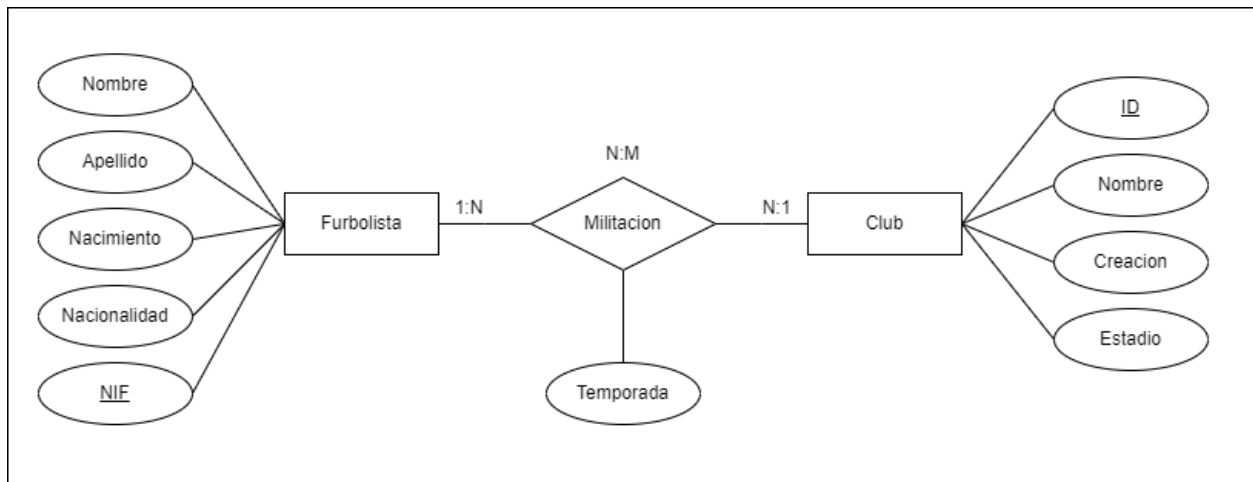 Nombre
Apellido
Nacimiento
Nacionalidad
NIF
Furbolista
1:N
N:M
Militacion
Temporada
N:1
Club
ID
Nombre
Creacion
Estadio